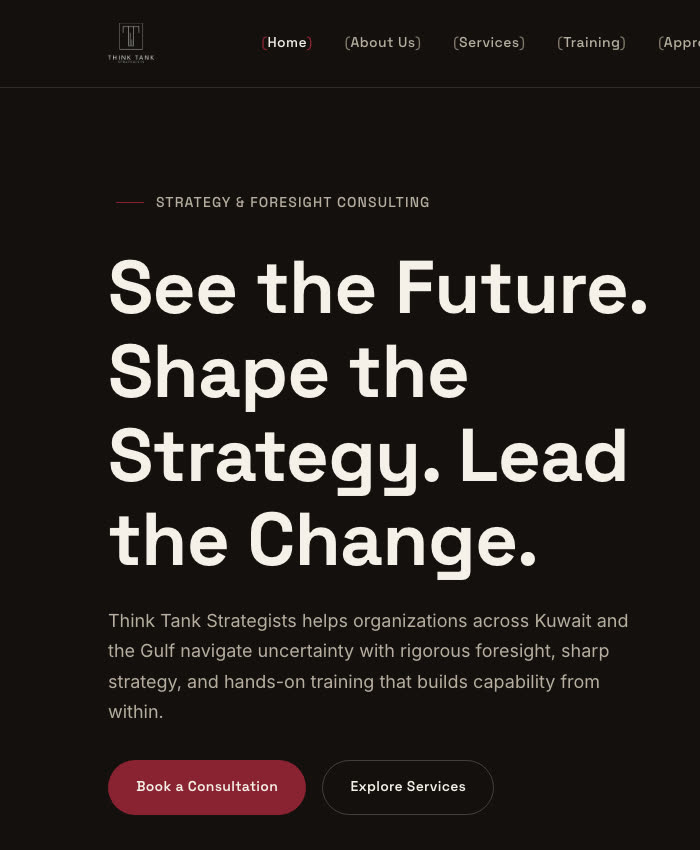 THINK TANK
(Home)
(About Us)
(Services)
(Training)
STRATEGY & FORESIGHT CONSULTING
See the Future.
Shape the
Strategy. Lead
the Change.
Think Tank Strategists helps organizations across Kuwait and
the Gulf navigate uncertainty with rigorous foresight, sharp
strategy, and hands-on training that builds capability from
within.
Book a Consultation
Explore Services